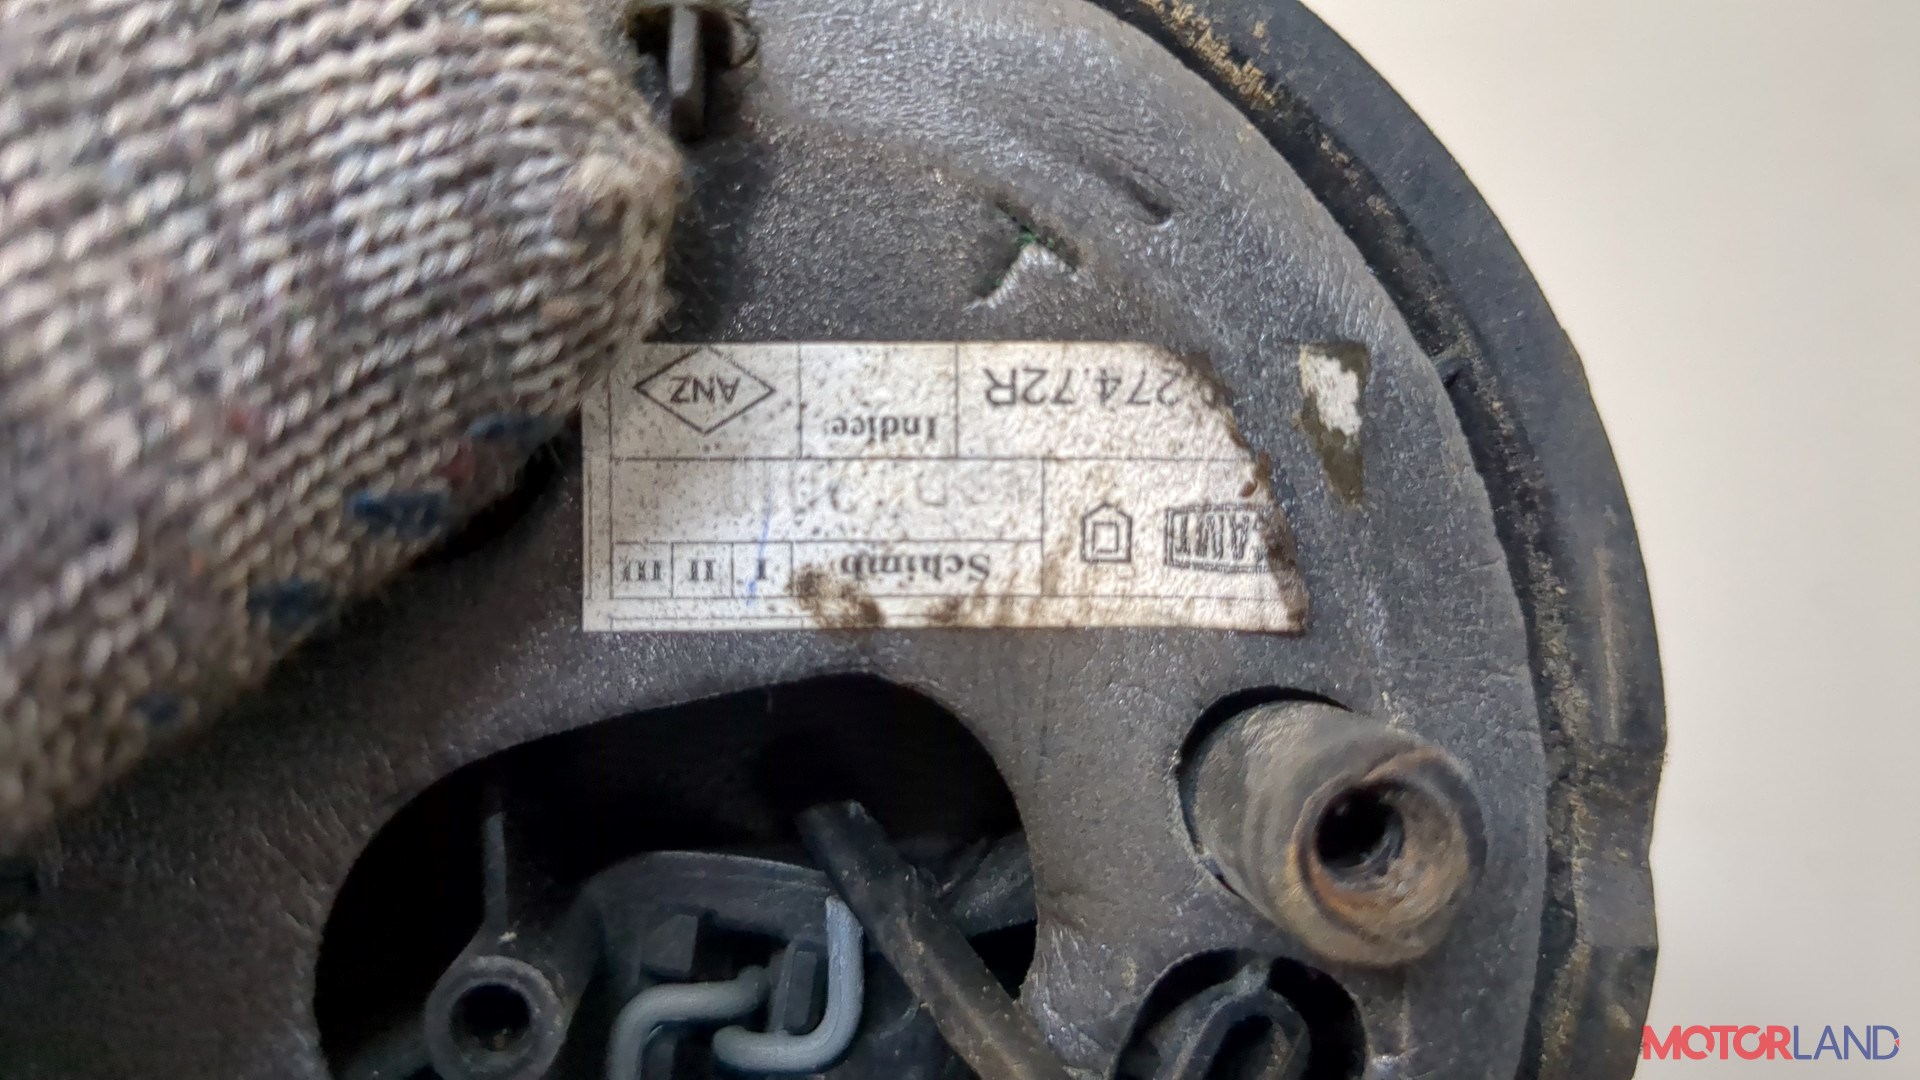 Schimb I II III
274.72R Indice: ANZ
MOTORLAND